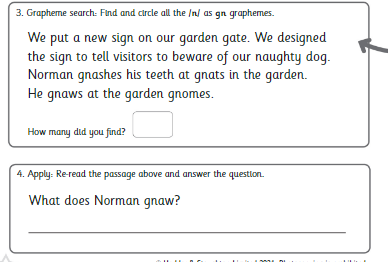 3. Grapheme search: Find and circle all the /n/ as gn graphemes.
We put a new sign on our garden gate. We designed
the sign to tell visitors to beware of our naughty dog.
Norman gnashes his teeth at gnats in the garden.
He gnaws at the garden gnomes.
How many did you find?
4. Apply: Re-read the passage above and answer the question.
What does Norman gnaw?